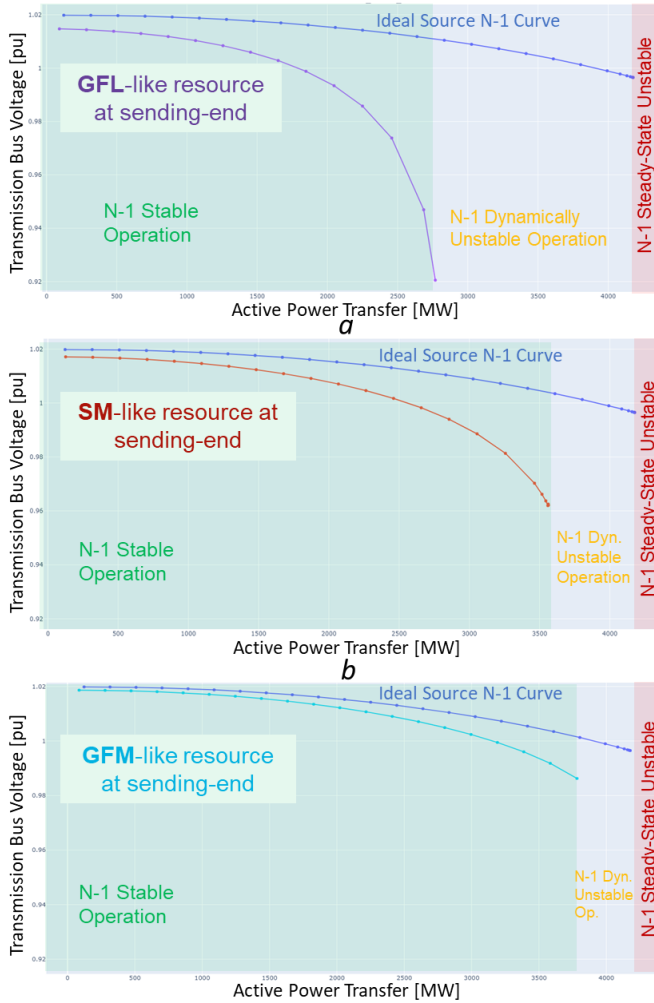 Ideal Source N-1 Curve
1.02
1
0.98
0.96
0.94
0.92
Transmission Bus Voltage [pu]
GFL-like resource
at sending-end
N-1 Stable
Operation
N-1 Dynamically
Unstable Operation
N-1 Steady-State Unstable
0
500
1000
1500
2000
2500
3000
3500
4000
Active Power Transfer [MW]
a
Ideal Source N-1 Curve
1.02
1
0.98
0.96
0.94
0.92
Transmission Bus Voltage [pu]
SM-like resource at
sending-end
N-1 Stable
Operation
N-1 Dyn.
Unstable
Operation
N-1 Steady-State Unstable
0
500
1000
1500
2000
2500
3000
3500
4000
Active Power Transfer [MW]
b
Ideal Source N-1 Curve
1.02
1
0.98
0.96
0.94
0.92
Transmission Bus Voltage [pu]
GFM-like resource
at sending-end
N-1 Stable
Operation
N-1 Dyn.
Unstable
Op.
N-1 Steady-State Unstable
0
500
1000
1500
2000
2500
3000
3500
4000
Active Power Transfer [MW]